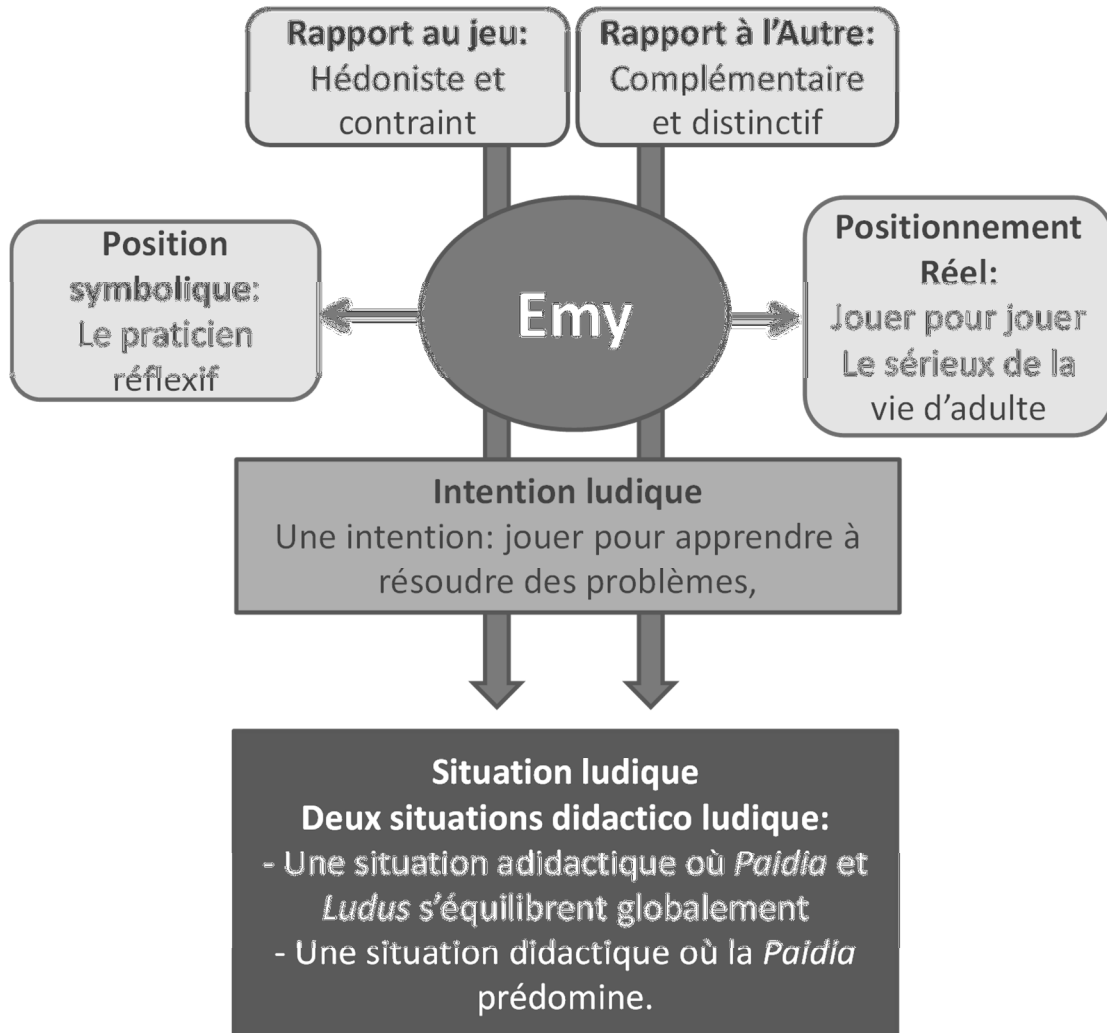 Rapport au jeu:
Hédoniste et
contraint
Rapport à l'Autre:
Complémentaire
et distinctif
Position
symbolique:
Le praticien
réflexif
Emy
Positionnement
Réel:
Jouer pour jouer
Le sérieux de la
vie d'adulte
Intention ludique
Une intention: jouer pour apprendre à
résoudre des problèmes,
Situation ludique
Deux situations didactico ludique:
- Une situation adidactique où Paidia et
Ludus s'équilibrent globalement
- Une situation didactique où la Paidia
prédomine.